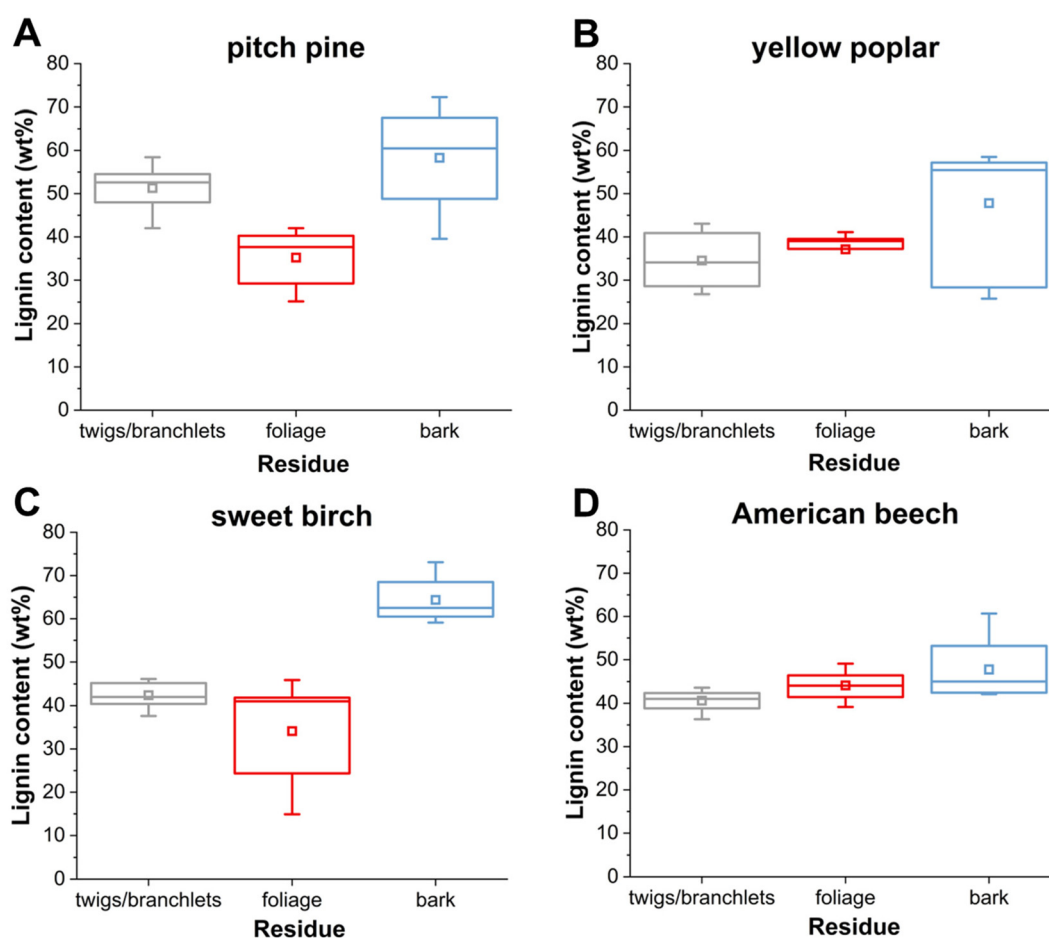 A
pitch pine
80
70
60
50
40
30
20
10
0
Lignin content (wt%)
twigs/branchlets foliage bark
Residue
B
yellow poplar
80
70
60
50
40
30
20
10
0
Lignin content (wt%)
twigs/branchlets foliage bark
Residue
C
sweet birch
80
70
60
50
40
30
20
10
0
Lignin content (wt%)
twigs/branchlets foliage bark
Residue
D
American beech
80
70
60
50
40
30
20
10
0
Lignin content (wt%)
twigs/branchlets foliage bark
Residue